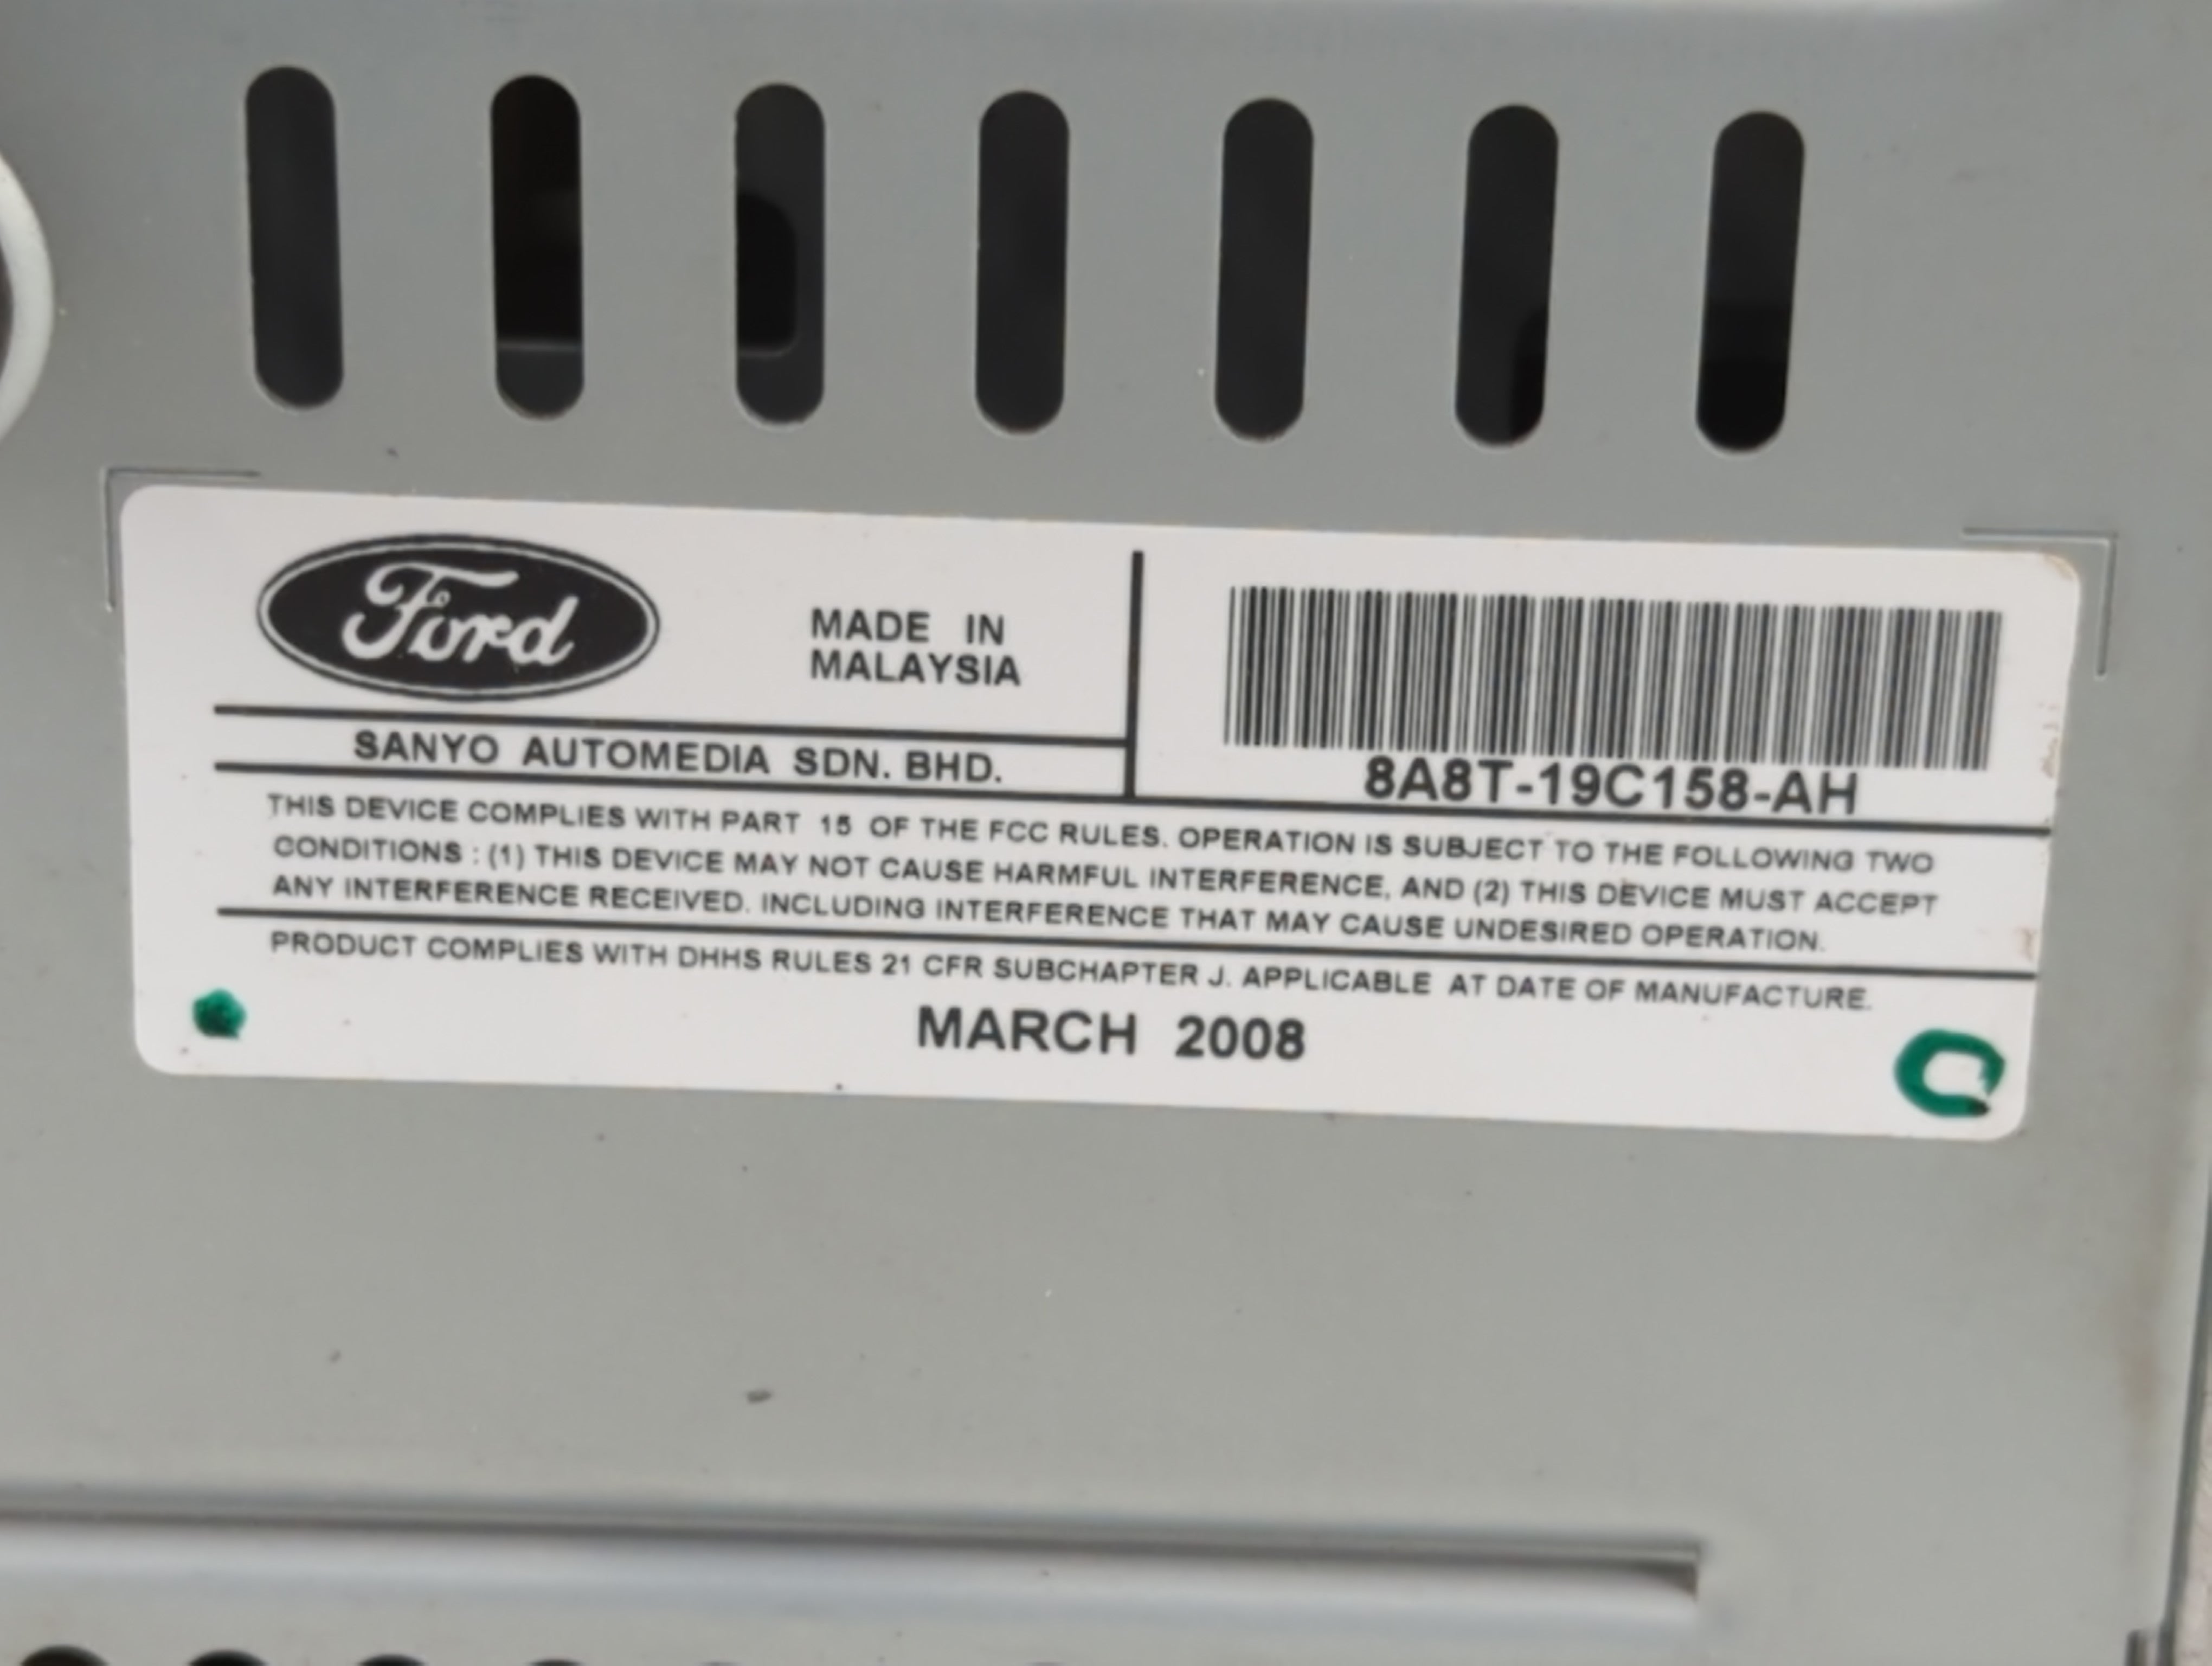 Ford
MADE IN
MALAYSIA
SANYO AUTOMEDIA SDN. BHD.
8A8T-19C158-AH
THIS DEVICE COMPLIES WITH PART 15 OF THE FCC RULES. OPERATION IS SUBJECT TO THE FOLLOWING TWO
CONDITIONS : (1) THIS DEVICE MAY NOT CAUSE HARMFUL INTERFERENCE, AND (2) THIS DEVICE MUST ACCEPT
ANY INTERFERENCE RECEIVED. INCLUDING INTERFERENCE THAT MAY CAUSE UNDESIRED OPERATION.
PRODUCT COMPLIES WITH DHHS RULES 21 CFR SUBCHAPTER J. APPLICABLE AT DATE OF MANUFACTURE.
MARCH 2008